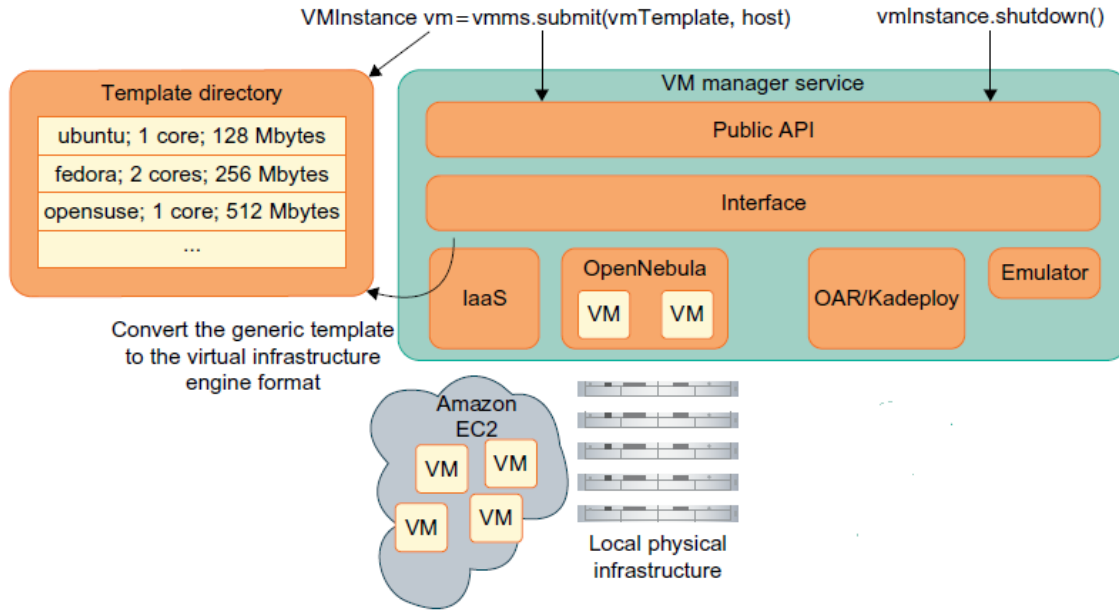 VMInstance vm=vmms.submit(vmTemplate, host)
vmInstance.shutdown()
Template directory
ubuntu; 1 core; 128 Mbytes
fedora; 2 cores; 256 Mbytes
opensuse; 1 core; 512 Mbytes
...
VM manager service
Public API
Interface
IaaS
OpenNebula
VM
VM
OAR/Kadeploy
Emulator
Convert the generic template
to the virtual infrastructure
engine format
Amazon
EC2
VM
VM
VM
VM
Local physical
infrastructure